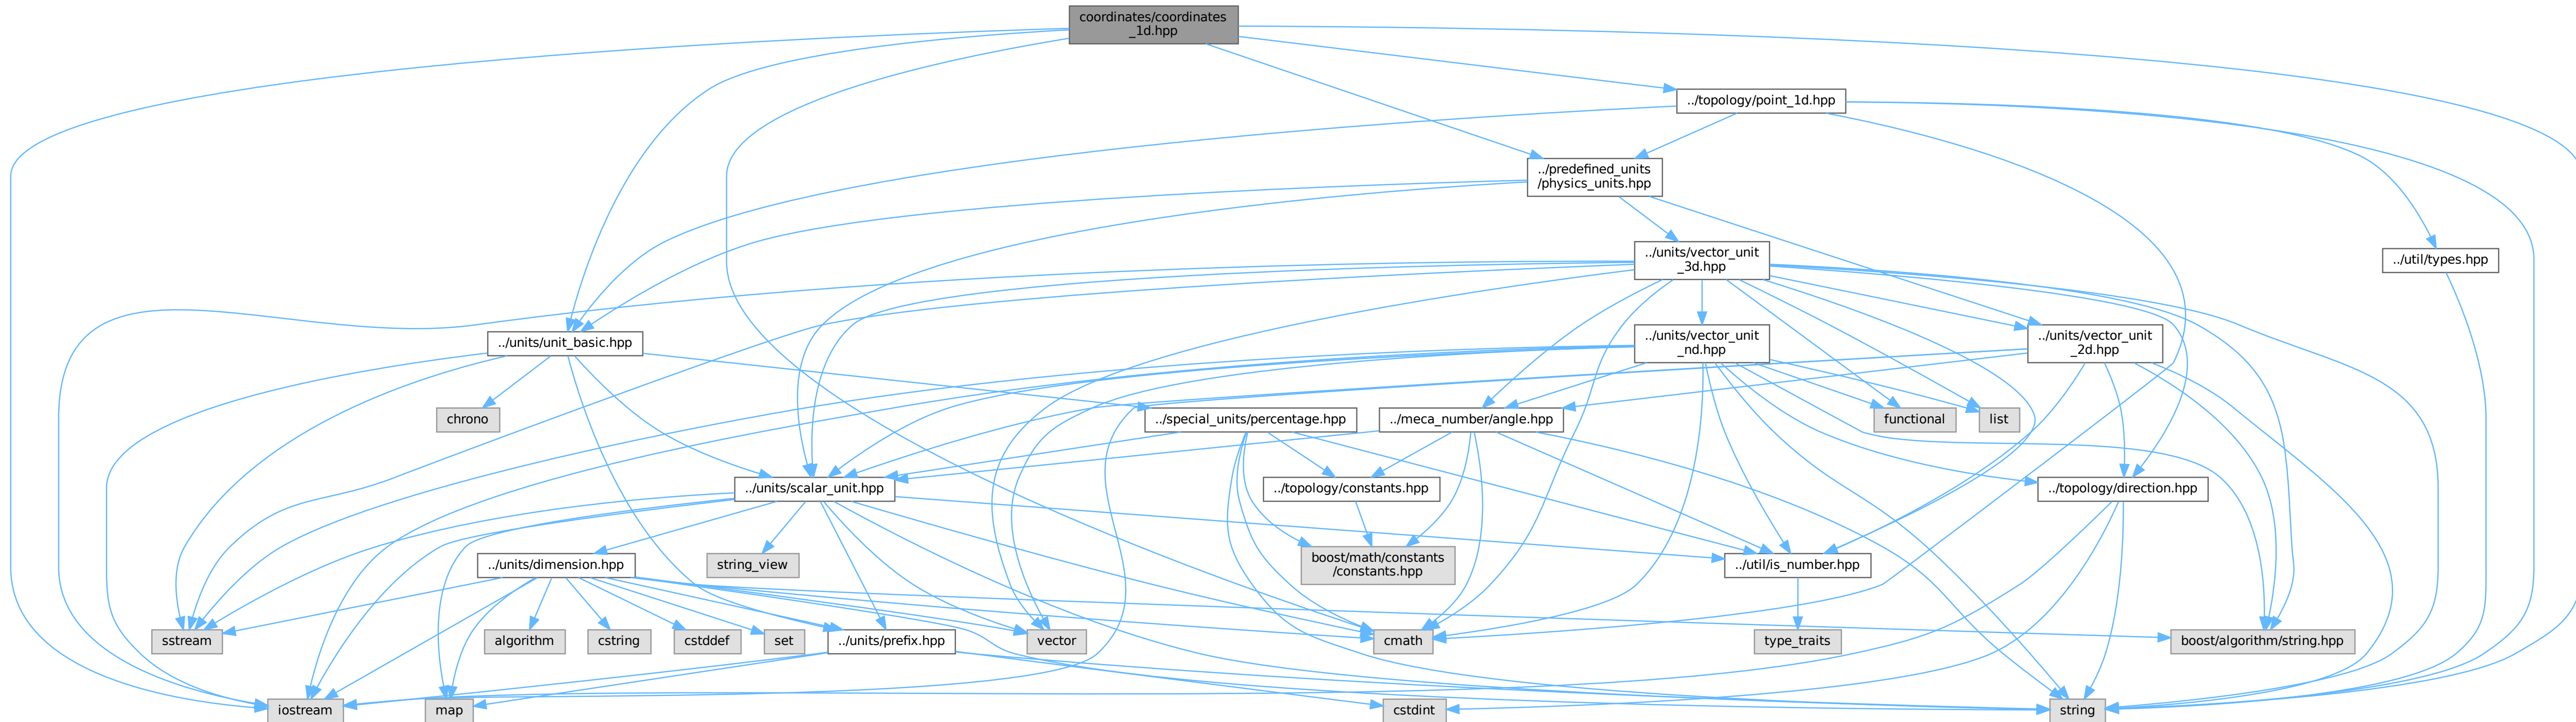 coordinates/coordinates
_1d.hpp
../topology/point_1d.hpp
../predefined_units
/physics_units.hpp
../units/vector_unit
_3d.hpp
../util/types.hpp
../units/unit_basic.hpp
../units/vector_unit
_nd.hpp
../units/vector_unit
_2d.hpp
chrono
../special_units/percentage.hpp
../meca_number/angle.hpp
functional
list
../units/scalar_unit.hpp
../topology/constants.hpp
../topology/direction.hpp
../units/dimension.hpp
string_view
boost/math/constants
/constants.hpp
../util/is_number.hpp
sstream
algorithm
cstring
cstddef
set
../units/prefix.hpp
vector
cmath
type_traits
boost/algorithm/string.hpp
iostream
map
cstdint
string